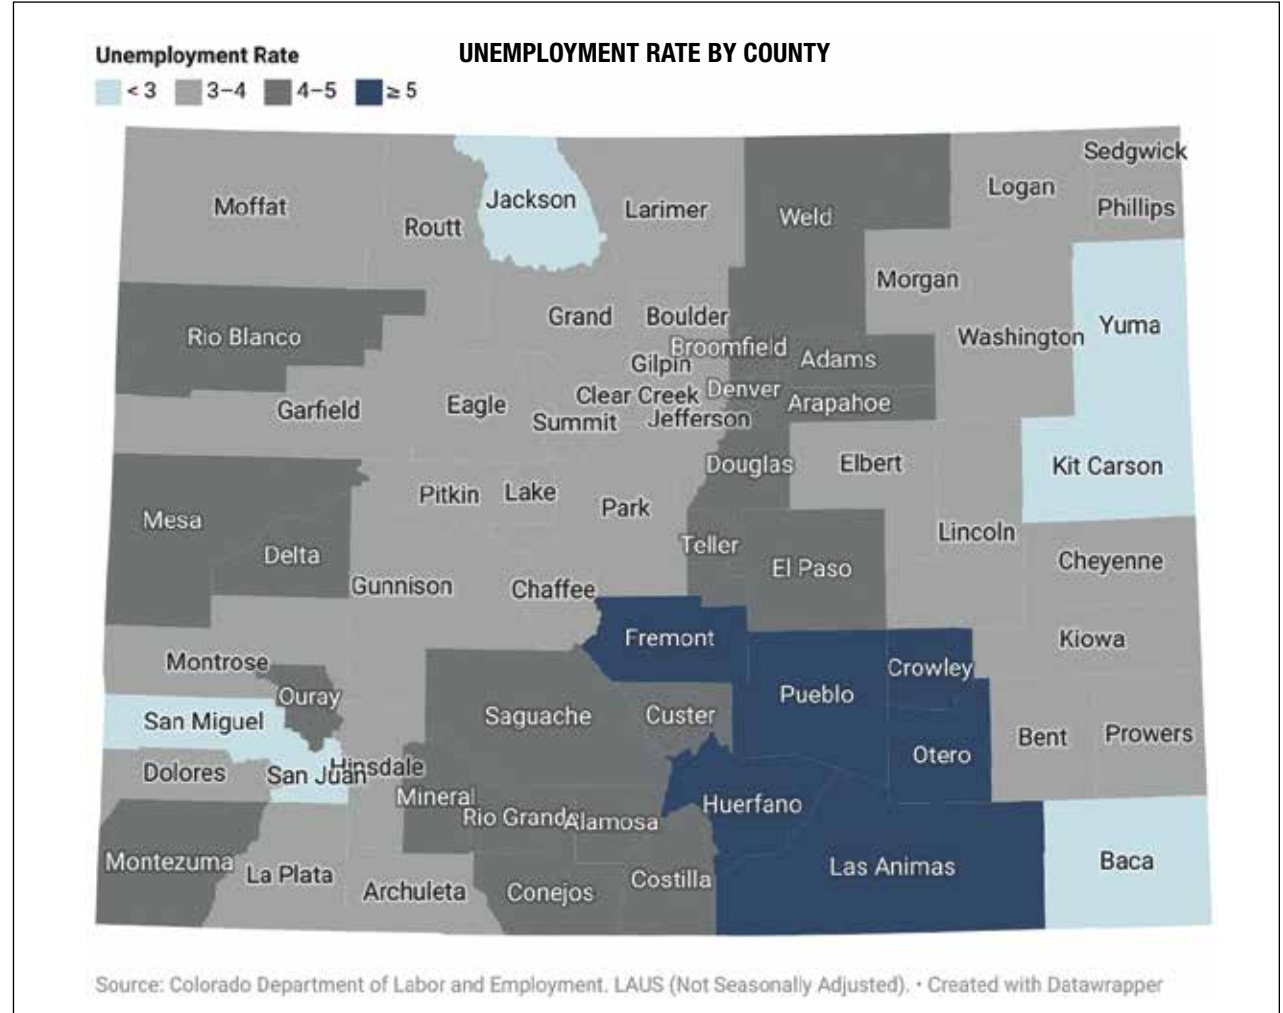 UNEMPLOYMENT RATE BY COUNTY
Unemployment Rate
< 3 3–4 4–5 ≥ 5
Sedgwick
Logan
Moffat
Jackson
Larimer
Phillips
Weld
Routt
Morgan
Grand
Boulder
Yuma
Rio Blanco
Washington
Broomfield
Adams
Gilpin
Clear Creek
Denver
Arapahoe
Garfield
Eagle
Summit
Jefferson
Douglas
Elbert
Kit Carson
Pitkin
Lake
Park
Mesa
Lincoln
Teller
Delta
El Paso
Cheyenne
Gunnison
Chaffee
Fremont
Kiowa
Montrose
Crowley
Ouray
Pueblo
San Miguel
Saguache
Custer
Bent
Prowers
Otero
Dolores
San Juan
Hinsdale
Mineral
Huerfano
Rio Grande
Alamosa
Montezuma
La Plata
Archuleta
Conejos
Costilla
Las Animas
Baca
Source: Colorado Department of Labor and Employment. LAUS (Not Seasonally Adjusted). • Created with Datawrapper